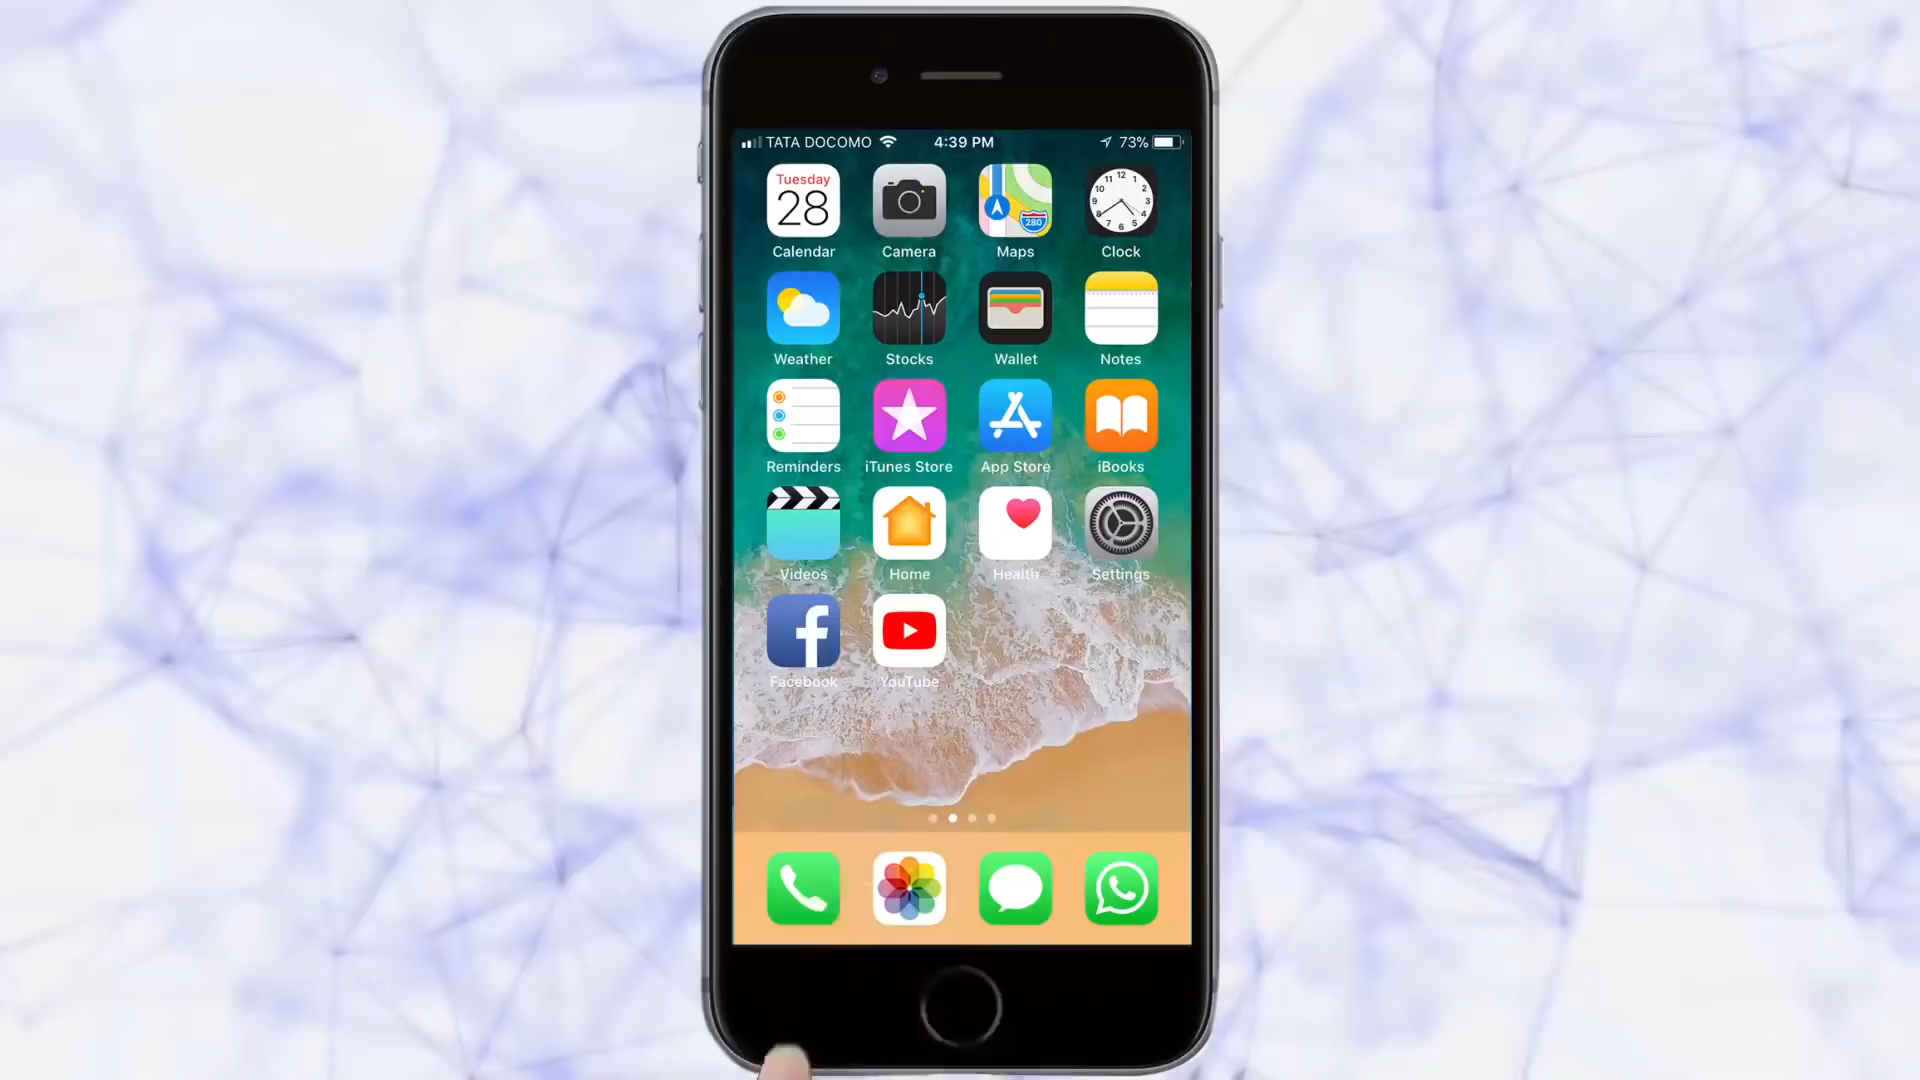 TATA DOCOMO 4:39 PM 73%
Tuesday
28
280
Calendar Camera Maps Clock
Weather Stocks Wallet Notes
Reminders iTunes Store App Store iBooks
Videos Home Health Settings
Facebook YouTube